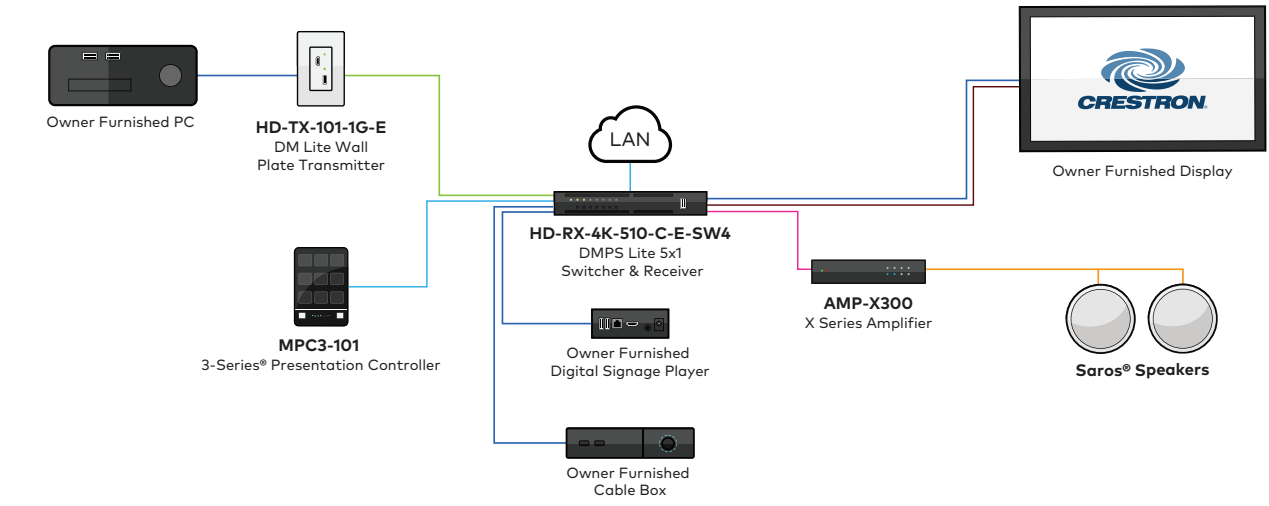 Owner Furnished PC
HD-TX-101-1G-E
DM Lite Wall
Plate Transmitter
LAN
CRESTRON
Owner Furnished Display
HD-RX-4K-510-C-E-SW4
DMPS Lite 5x1
Switcher & Receiver
MPC3-101
3-Series® Presentation Controller
AMP-X300
X Series Amplifier
Owner Furnished
Digital Signage Player
Saros® Speakers
Owner Furnished
Cable Box